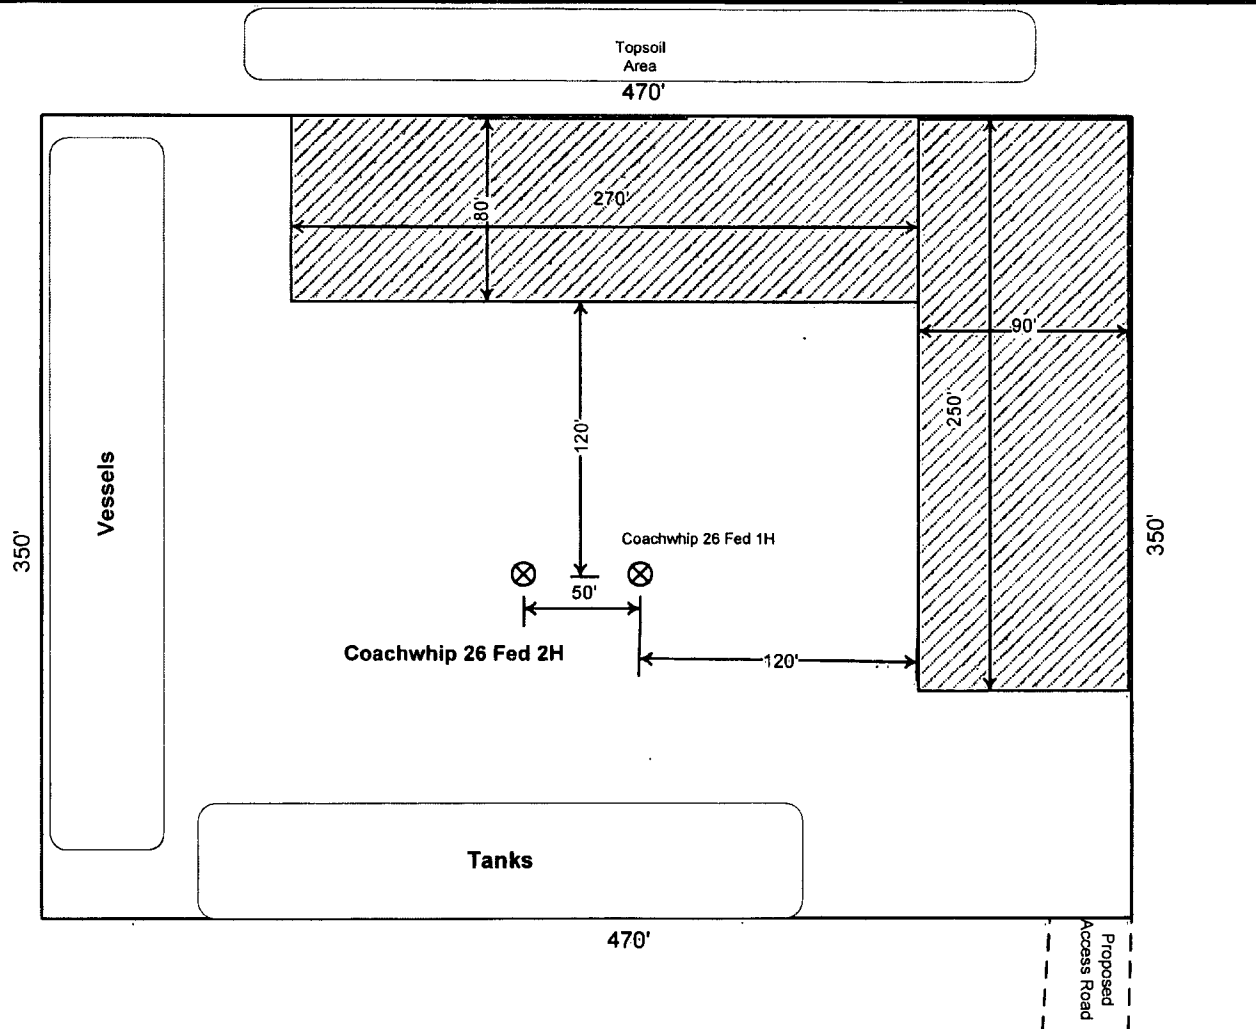 Topsoil
Area
470'
80'
270'
90'
250'
120'
Vessels
350'
350'
Coachwhip 26 Fed 1H
50'
Coachwhip 26 Fed 2H
120'
Tanks
470'
Proposed
Access Road